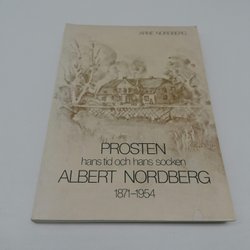 ARNE NORDBERG
PROSTEN
hans tid och hans socken
ALBERT NORDBERG
1871-1954